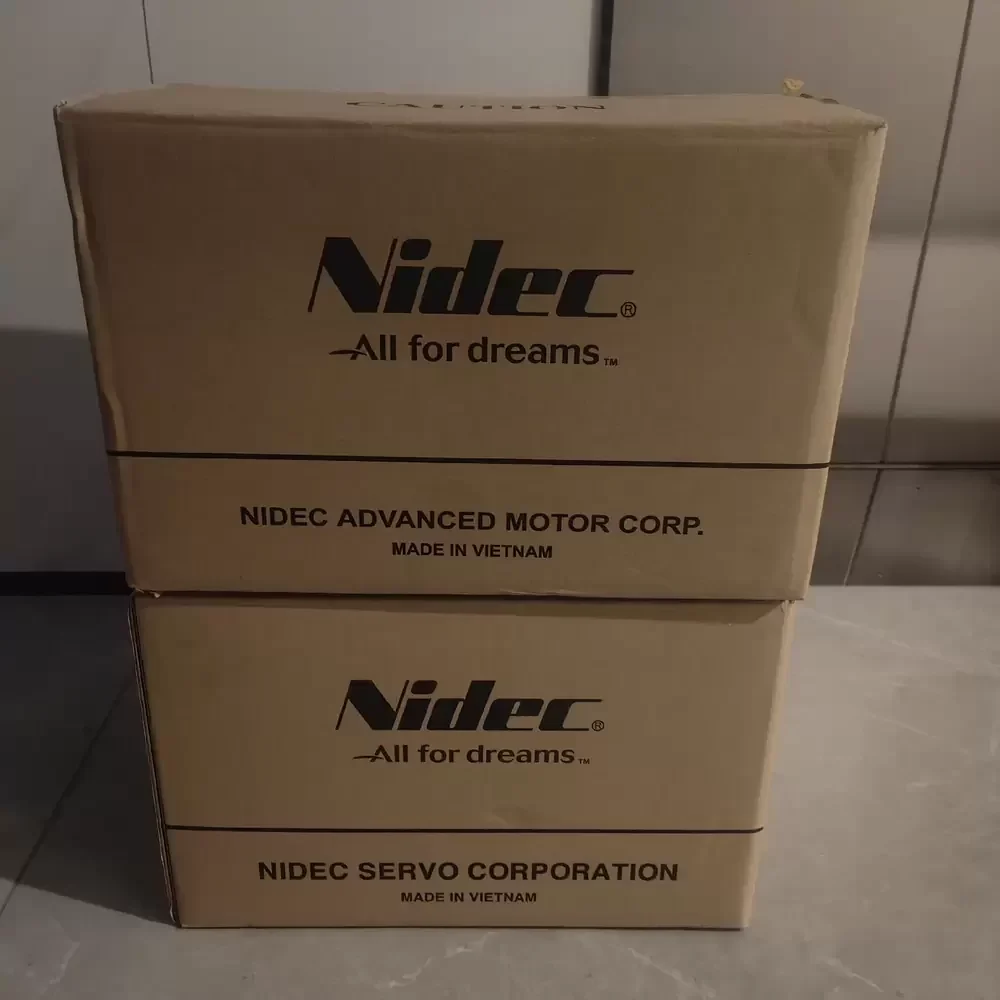 CAUTION
Nidec®
All for dreams™
NIDEC ADVANCED MOTOR CORP.
MADE IN VIETNAM
Nidec®
All for dreams™
NIDEC SERVO CORPORATION
MADE IN VIETNAM